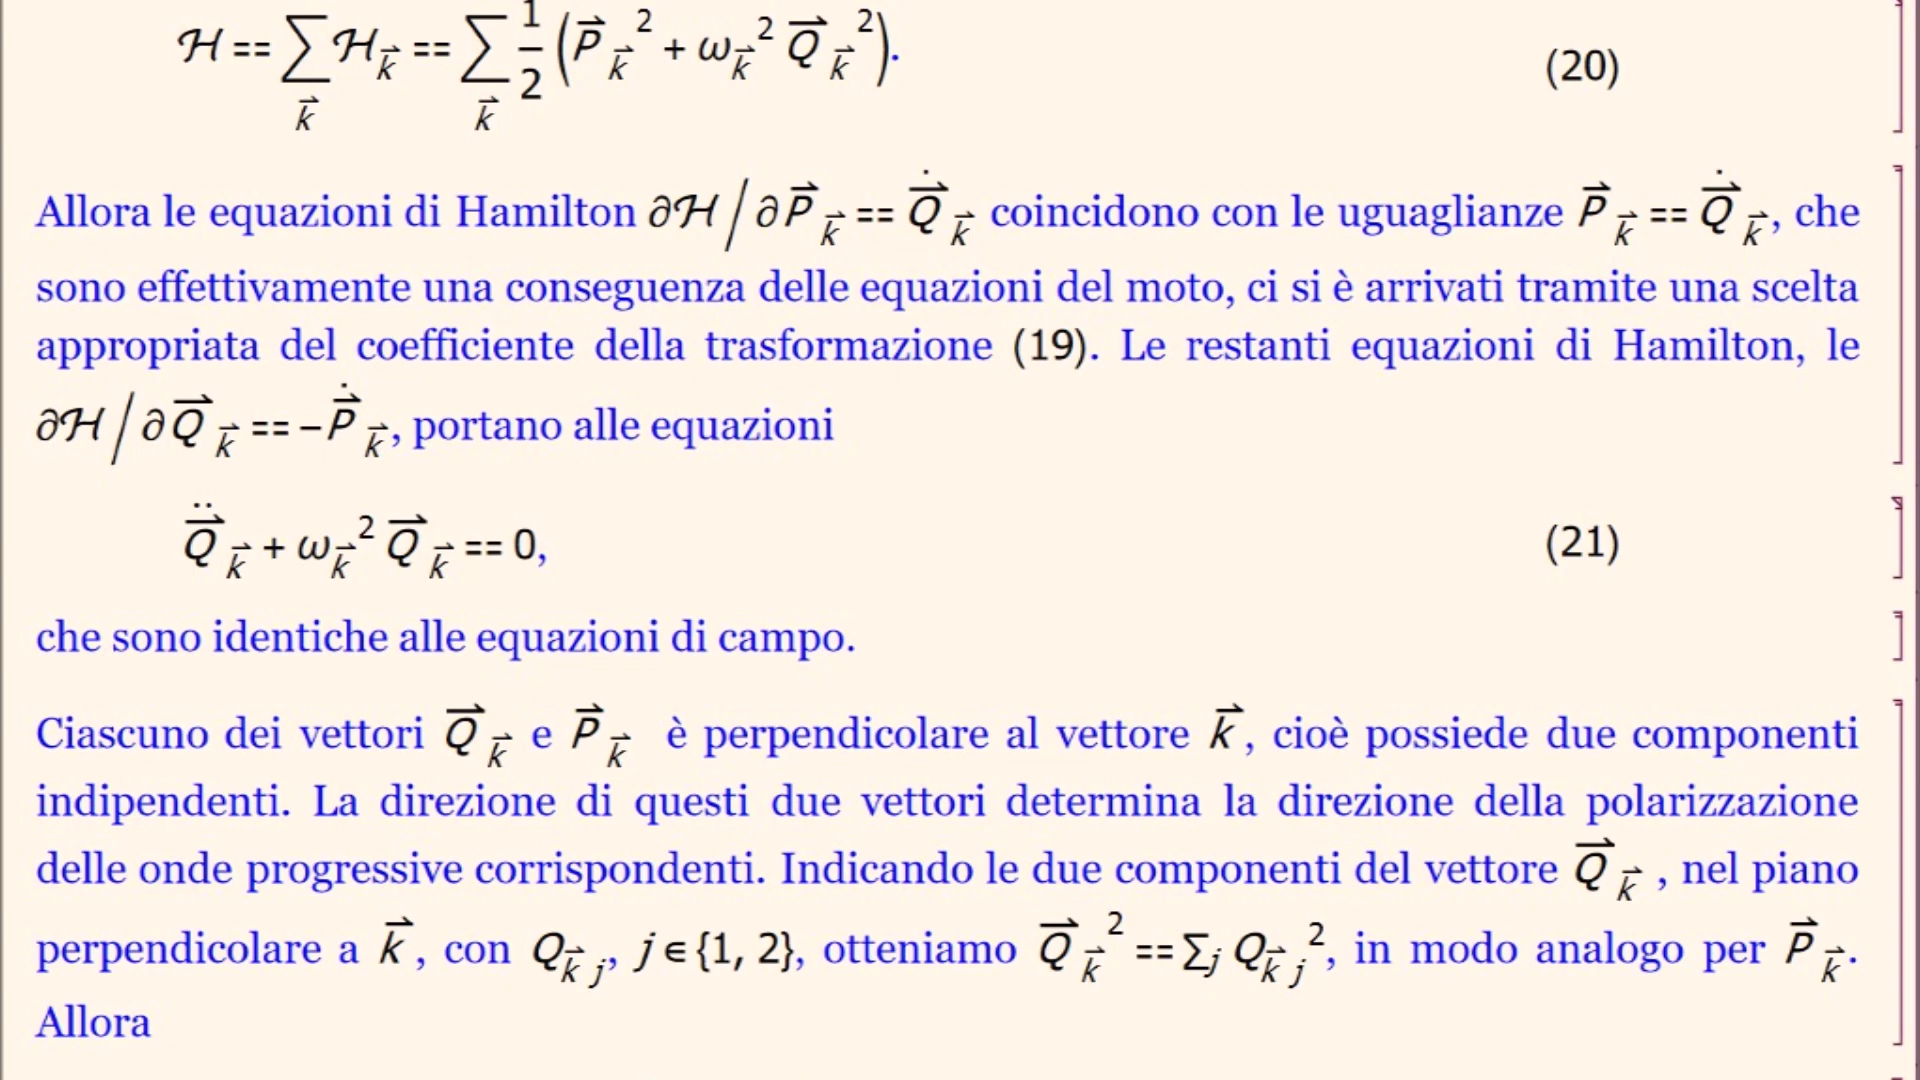 ℋ == ∑_k⃗ ℋ_k⃗ == ∑_k⃗ 1/2 (P⃗_k⃗² + ω_k⃗² Q⃗_k⃗²). (20)
Allora le equazioni di Hamilton ∂ℋ/∂P⃗_k⃗ == Q⃗̇_k⃗ coincidono con le uguaglianze P⃗_k⃗ == Q⃗̇_k⃗, che
sono effettivamente una conseguenza delle equazioni del moto, ci si è arrivati tramite una scelta
appropriata del coefficiente della trasformazione (19). Le restanti equazioni di Hamilton, le
∂ℋ/∂Q⃗_k⃗ == −P⃗̇_k⃗, portano alle equazioni
Q⃗̈_k⃗ + ω_k⃗² Q⃗_k⃗ == 0, (21)
che sono identiche alle equazioni di campo.
Ciascuno dei vettori Q⃗_k⃗ e P⃗_k⃗ è perpendicolare al vettore k⃗, cioè possiede due componenti
indipendenti. La direzione di questi due vettori determina la direzione della polarizzazione
delle onde progressive corrispondenti. Indicando le due componenti del vettore Q⃗_k⃗ , nel piano
perpendicolare a k⃗, con Q_k⃗ j, j ∈ {1, 2}, otteniamo Q⃗_k⃗² == ∑_j Q_k⃗ j², in modo analogo per P⃗_k⃗.
Allora